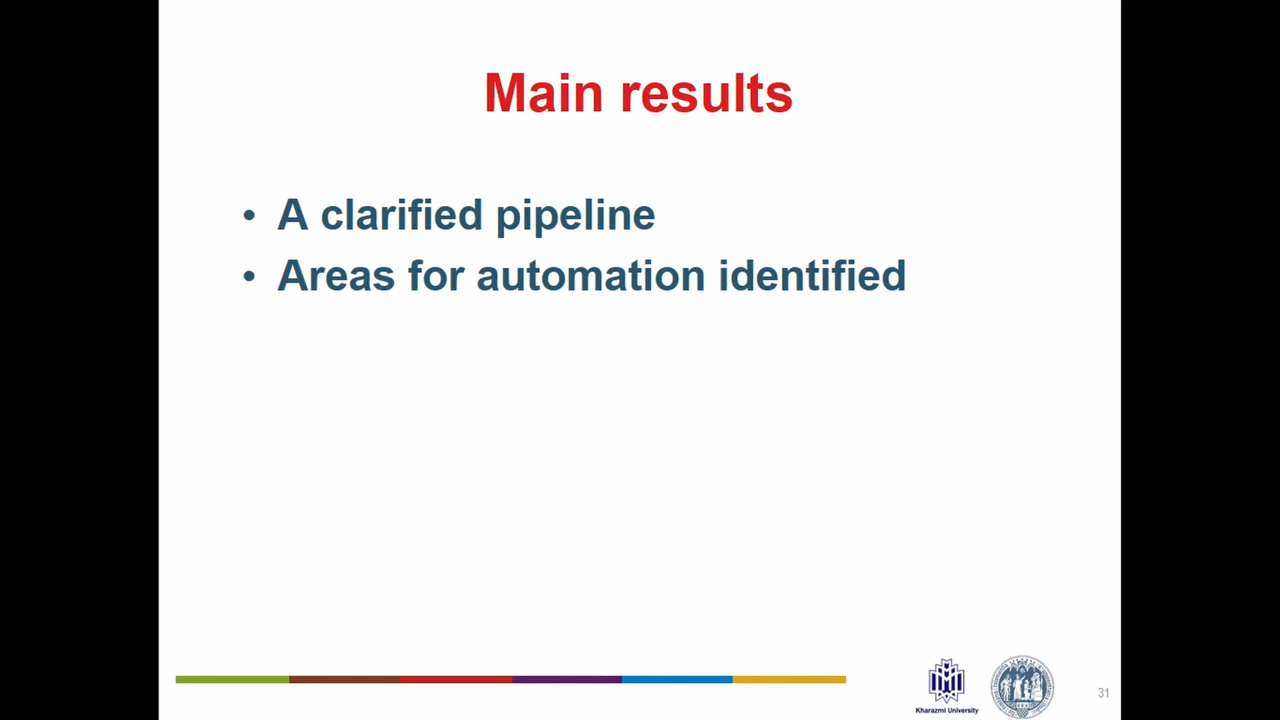 Main results
• A clarified pipeline
• Areas for automation identified
Kharazmi University
31